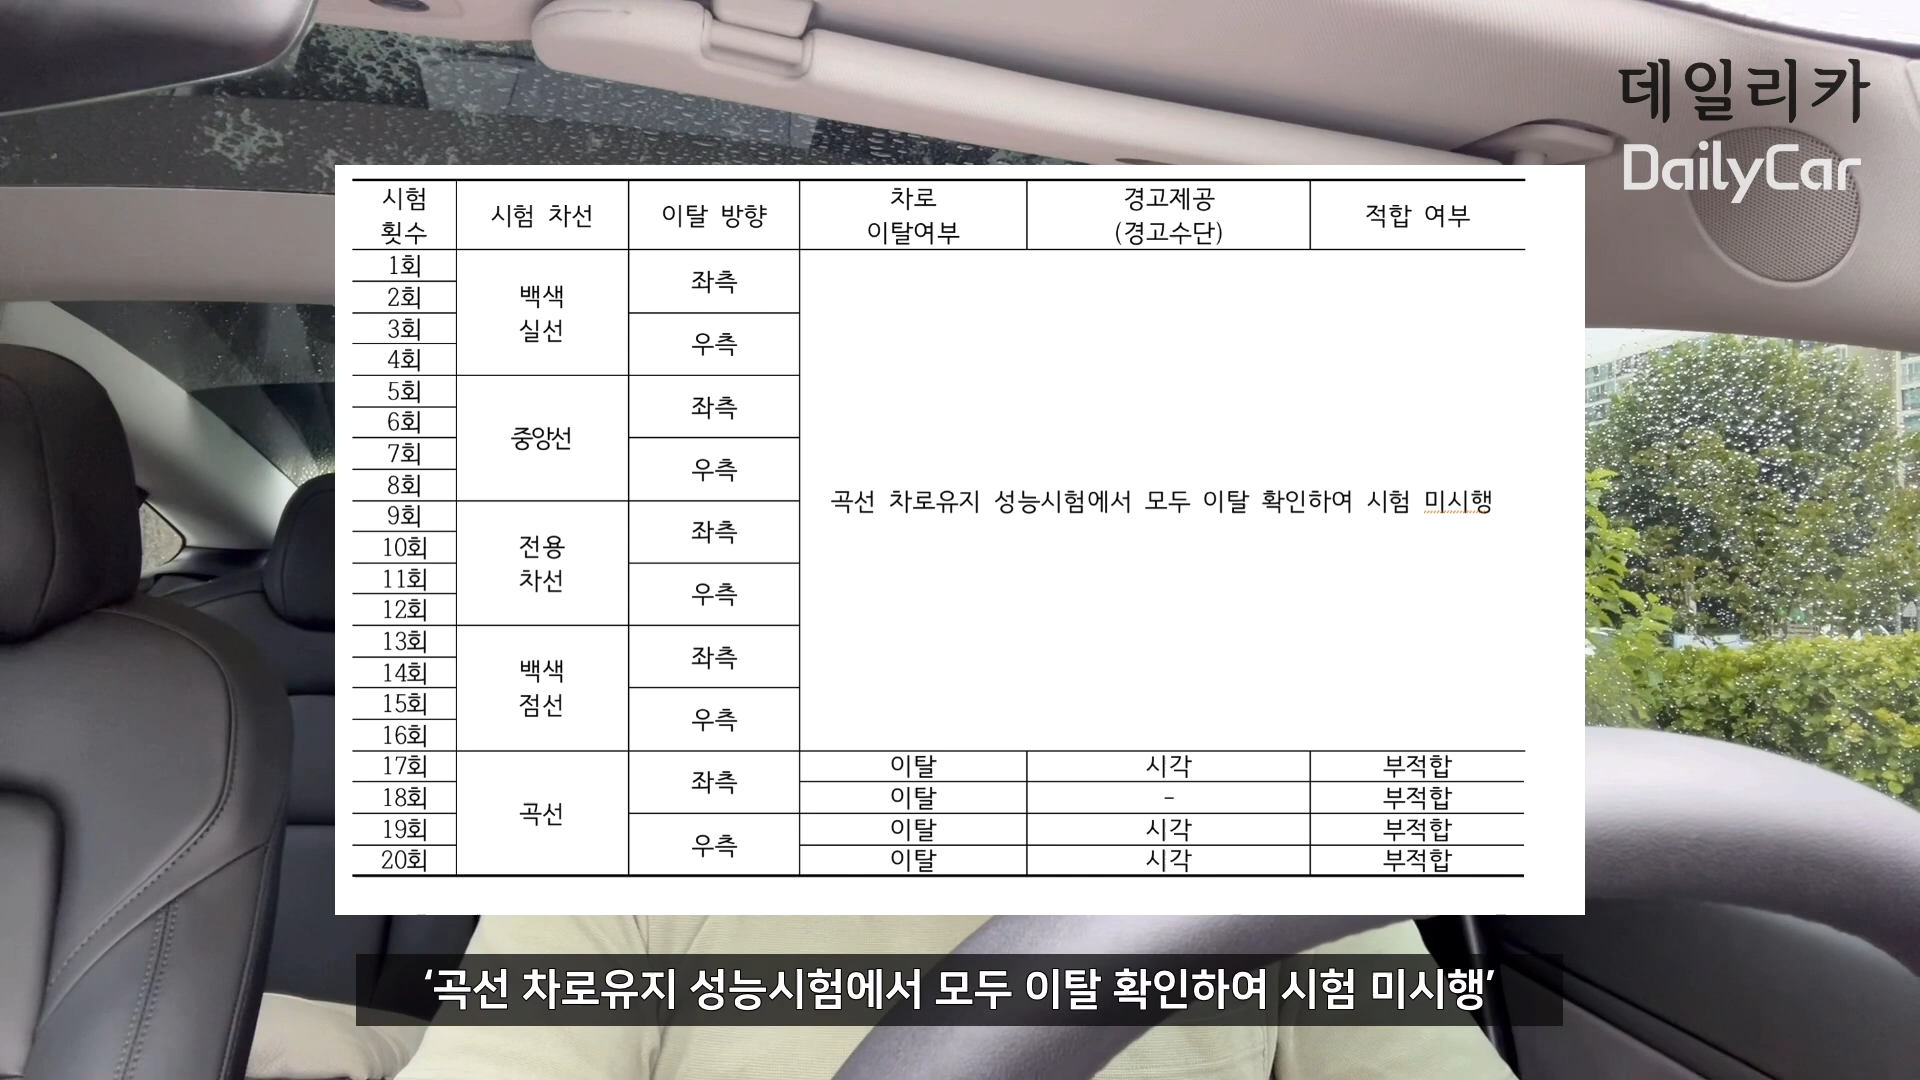 데일리카
DailyCar
시험 횟수 시험 차선 이탈 방향 차로 이탈여부 경고제공 (경고수단) 적합 여부
1회 백색 실선 좌측
2회
3회 우측
4회
5회 중앙선 좌측
6회
7회 우측
8회
9회 전용 차선 좌측
10회
11회 우측
12회
13회 백색 점선 좌측
14회
15회 우측
16회
곡선 차로유지 성능시험에서 모두 이탈 확인하여 시험 미시행
17회 곡선 좌측 이탈 시각 부적합
18회 이탈 - 부적합
19회 우측 이탈 시각 부적합
20회 이탈 시각 부적합
‘곡선 차로유지 성능시험에서 모두 이탈 확인하여 시험 미시행’